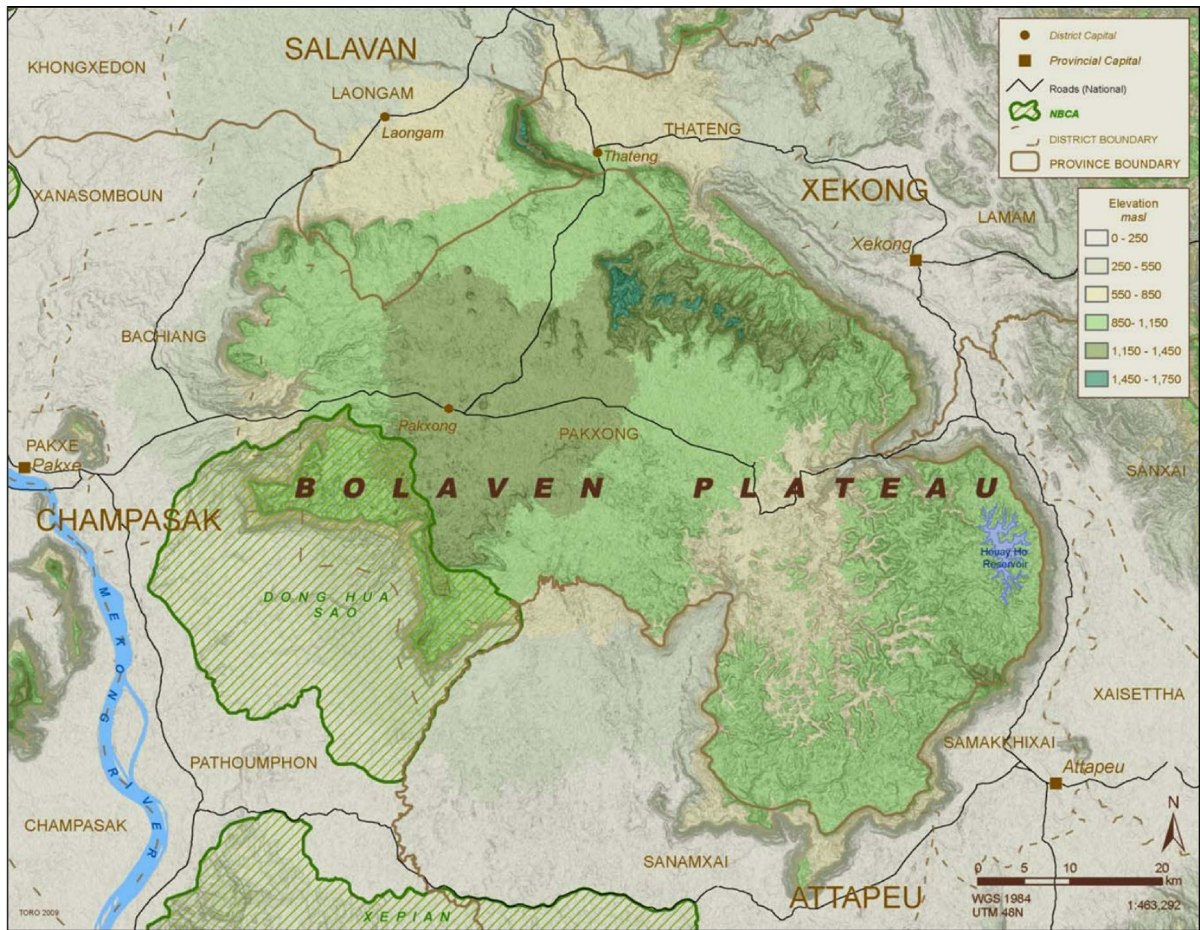 SALAVAN
KHONGXEDON
LAONGAM
Laongam
THATENG
Thateng
XANASOMBOUN
XEKONG
LAMAM
Xekong
District Capital
Provincial Capital
Roads (National)
NBCA
DISTRICT BOUNDARY
PROVINCE BOUNDARY
Elevation
masl
0 - 250
250 - 550
550 - 850
850- 1,150
1,150 - 1,450
1,450 - 1,750
BACHIANG
Pakxong
PAKXONG
PAKXE
Pakxe
SANXAI
BOLAVEN PLATEAU
CHAMPASAK
Houay Ho
Reservoir
DONG HUA
SAO
MEKONG RIVER
XAISETTHA
SAMAKKHIXAI
PATHOUMPHON
Attapeu
CHAMPASAK
SANAMXAI
ATTAPEU
N
0 5 10 20
km
WGS 1984
UTM 48N
1:463,292
XEPIAN
TORO 2009